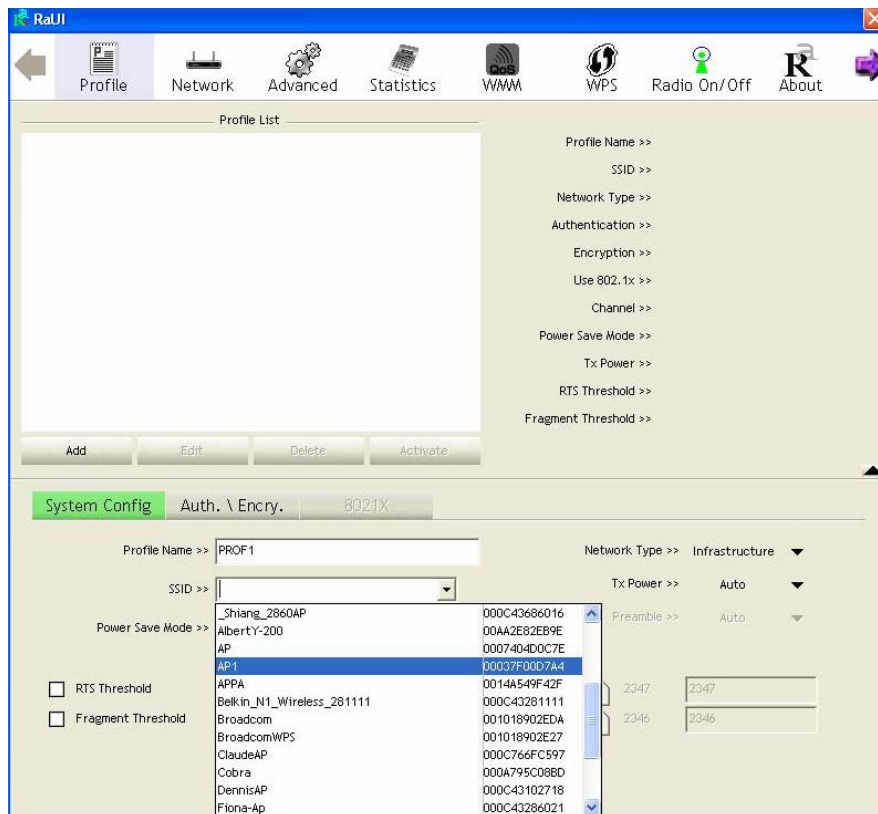 RaUI
Profile
Network
Advanced
Statistics
QoS
WMM
WPS
Radio On/Off
About
Profile List
Profile Name >>
SSID >>
Network Type >>
Authentication >>
Encryption >>
Use 802.1x >>
Channel >>
Power Save Mode >>
Tx Power >>
RTS Threshold >>
Fragment Threshold >>
Add Edit Delete Activate
System Config Auth. \ Encry. 8021X
Profile Name >> PROF1 Network Type >> Infrastructure
SSID >> Tx Power >> Auto
Power Save Mode >> Preamble >> Auto
_Shiang_2860AP 000C43686016
AlbertY-200 00AA2E82EB9E
AP 0007404D0C7E
AP1 00037F00D7A4
APPA 0014A549F42F
Belkin_N1_Wireless_281111 000C43281111
Broadcom 001018902EDA
BroadcomWPS 001018902E27
ClaudeAP 000C766FC597
Cobra 000A795C08BD
DennisAP 000C43102718
Fiona-Ap 000C43286021
RTS Threshold 2347 2347
Fragment Threshold 2346 2346